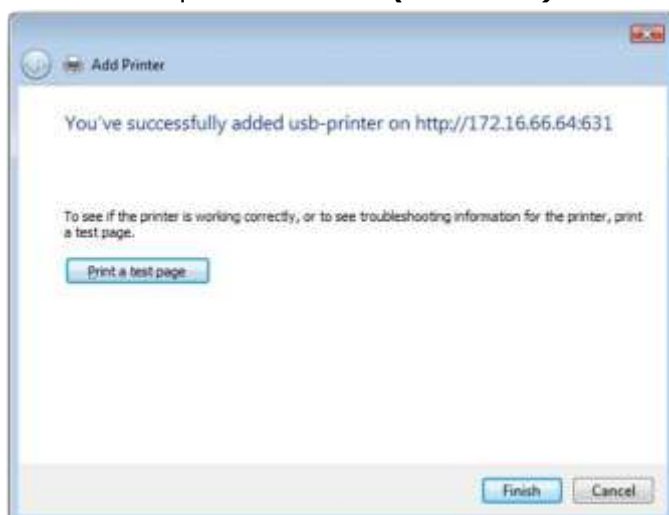 Add Printer
You've successfully added usb-printer on http://172.16.66.64:631
To see if the printer is working correctly, or to see troubleshooting information for the printer, print
a test page.
Print a test page
Finish Cancel